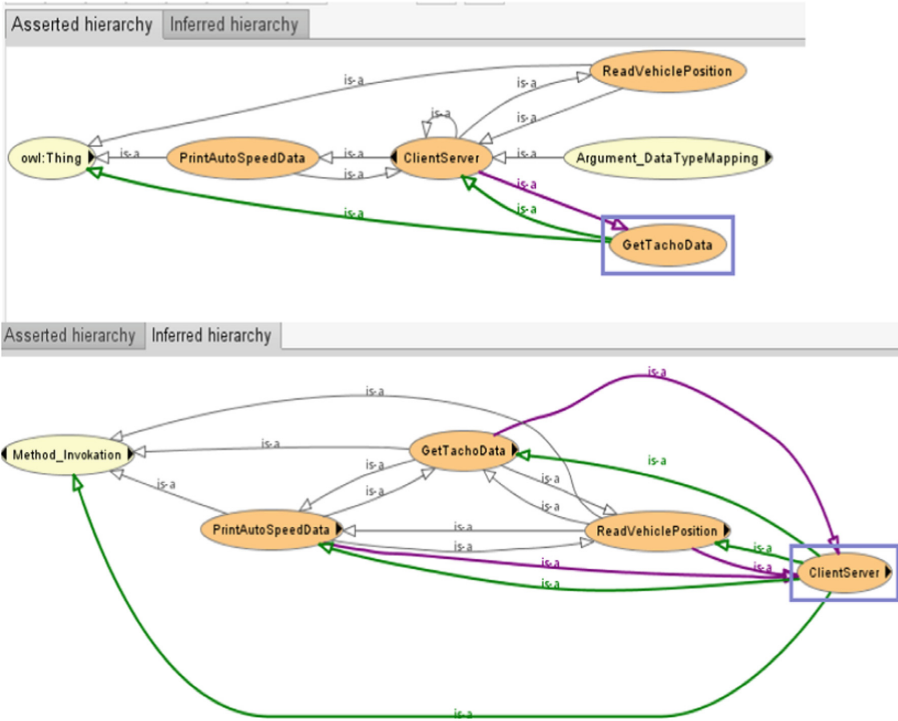 Asserted hierarchy Inferred hierarchy
ReadVehiclePosition
is-a
is-a
is-a
is-a
owl:Thing
is-a
PrintAutoSpeedData
is-a
ClientServer
is-a
Argument_DataTypeMapping
is-a
is-a
is-a
is-a
GetTachoData
Asserted hierarchy Inferred hierarchy
is-a
is-a
Method_Invokation
is-a
GetTachoData
is-a
is-a
is-a
is-a
is-a
is-a
PrintAutoSpeedData
is-a
ReadVehiclePosition
is-a
is-a
is-a
is-a
ClientServer
is-a
is-a